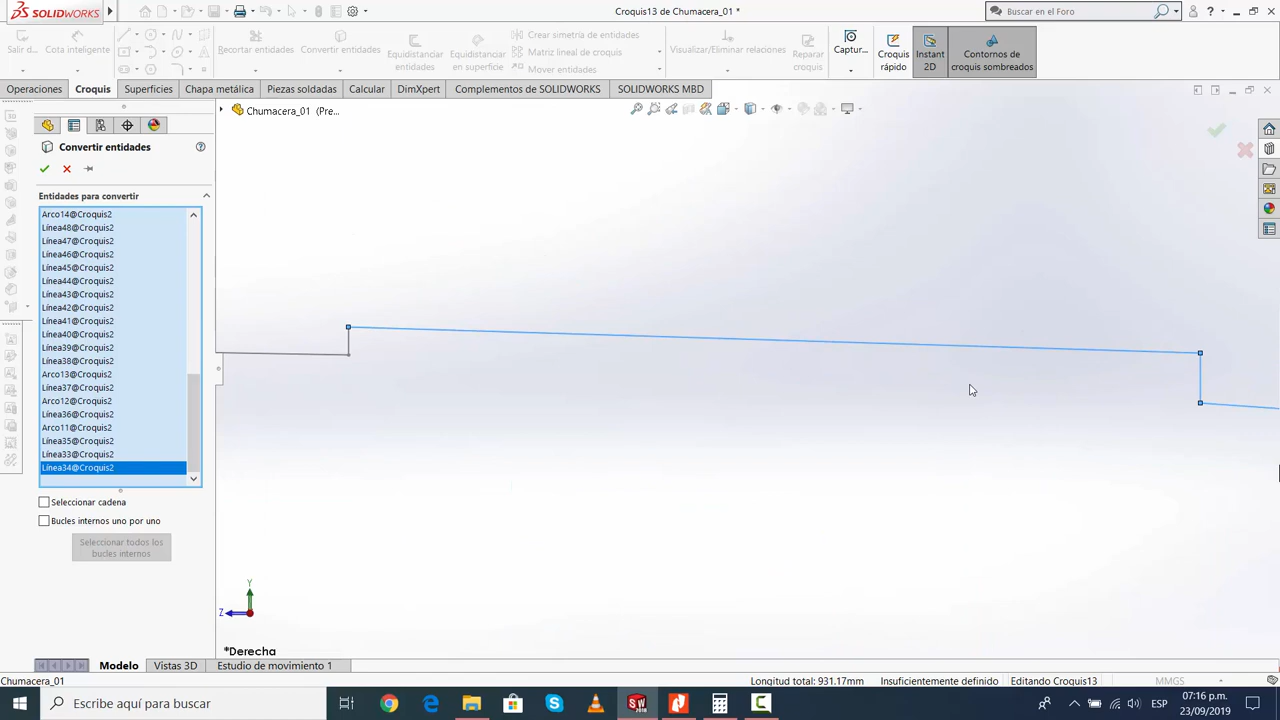 SOLIDWORKS
Croquis13 de Chumacera_01 *
Buscar en el Foro
Salir d...
Cota inteligente
Recortar entidades
Convertir entidades
Equidistanciar
entidades
Equidistanciar
en superficie
Crear simetría de entidades
Matriz lineal de croquis
Mover entidades
Visualizar/Eliminar relaciones
Reparar
croquis
Captur...
Croquis
rápido
Instant
2D
Contornos de
croquis sombreados
Operaciones
Croquis
Superficies
Chapa metálica
Piezas soldadas
Calcular
DimXpert
Complementos de SOLIDWORKS
SOLIDWORKS MBD
Chumacera_01 (Pre...
Convertir entidades
Entidades para convertir
Arco14@Croquis2
Línea48@Croquis2
Línea47@Croquis2
Línea46@Croquis2
Línea45@Croquis2
Línea44@Croquis2
Línea43@Croquis2
Línea42@Croquis2
Línea41@Croquis2
Línea40@Croquis2
Línea39@Croquis2
Línea38@Croquis2
Arco13@Croquis2
Línea37@Croquis2
Arco12@Croquis2
Línea36@Croquis2
Arco11@Croquis2
Línea35@Croquis2
Línea33@Croquis2
Línea34@Croquis2
Seleccionar cadena
Bucles internos uno por uno
Seleccionar todos los
bucles internos
Y
Z
*Derecha
Modelo
Vistas 3D
Estudio de movimiento 1
Chumacera_01
Longitud total: 931.17mm
Insuficientemente definido
Editando Croquis13
MMGS
Escribe aquí para buscar
ESP
07:16 p.m.
23/09/2019